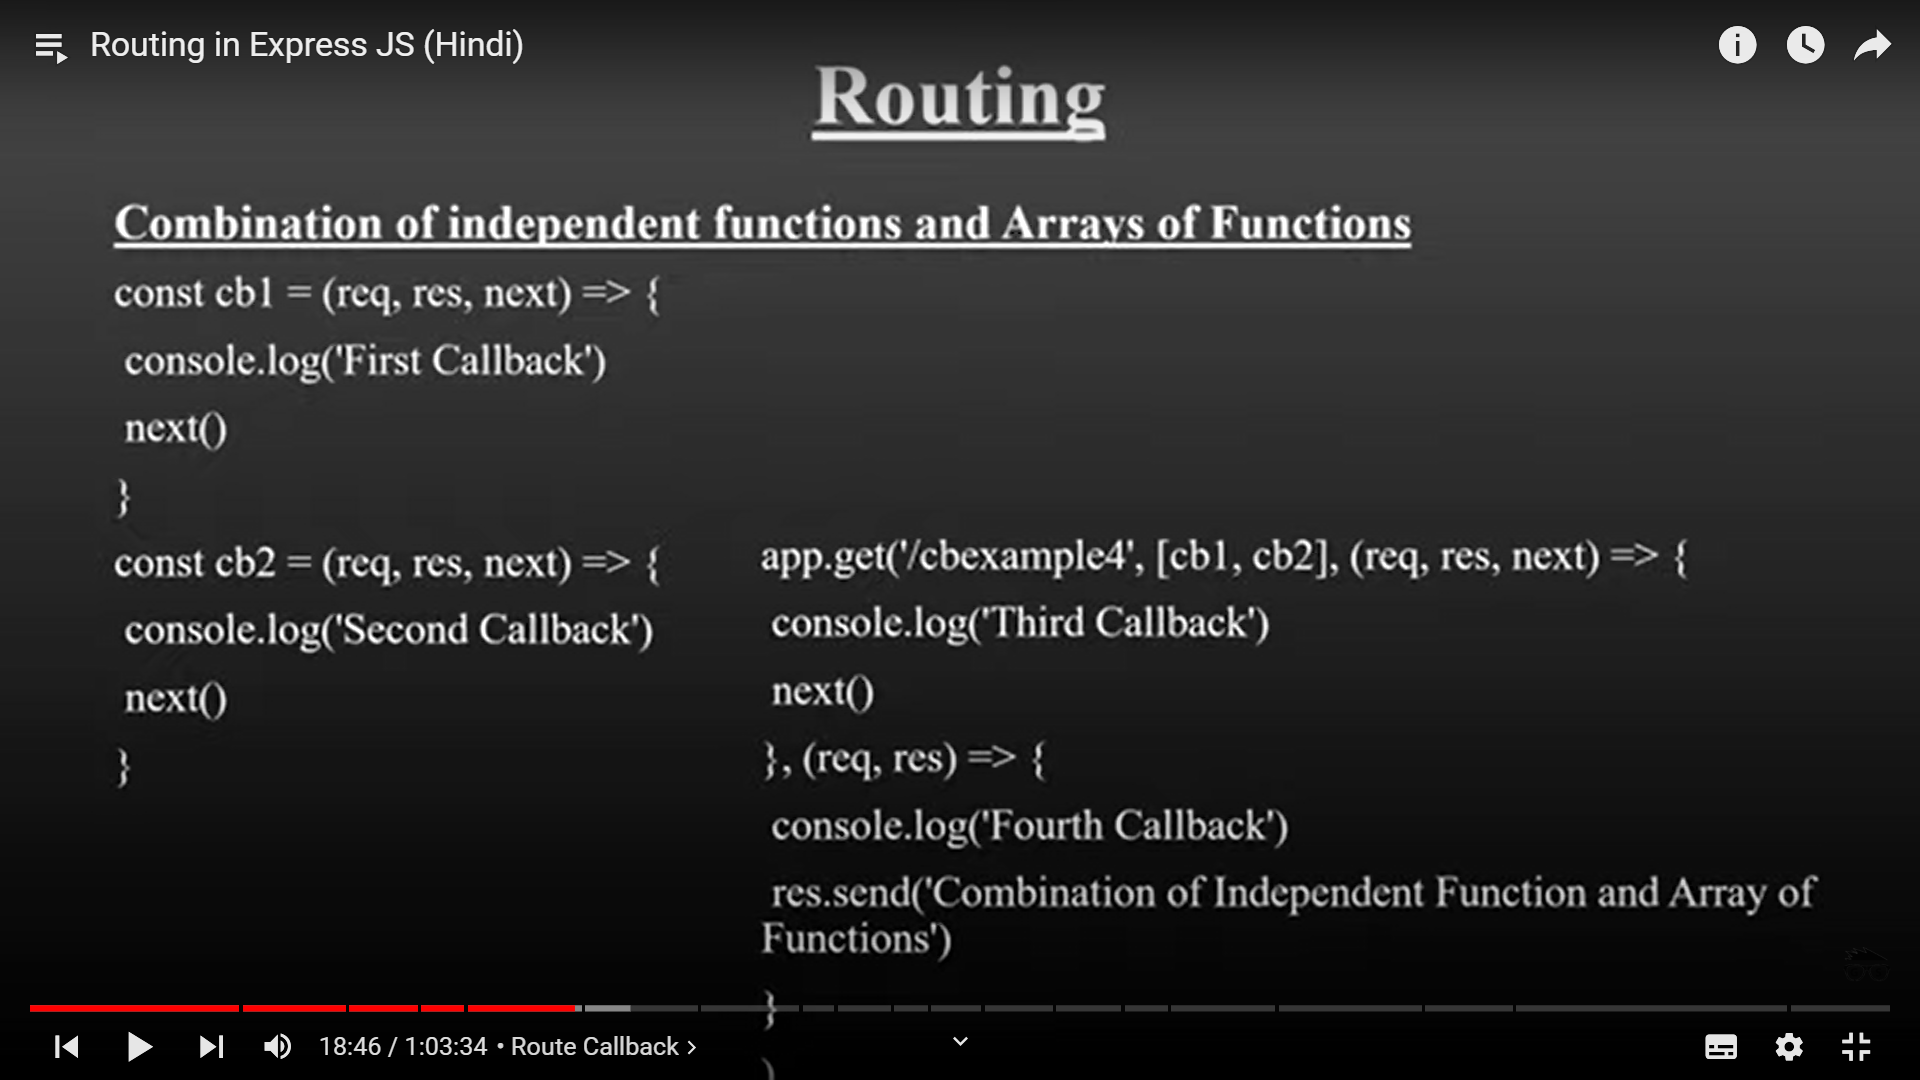 Routing in Express JS (Hindi)
Routing
Combination of independent functions and Arrays of Functions
const cb1 = (req, res, next) => {
console.log('First Callback')
next()
}
const cb2 = (req, res, next) => {
console.log('Second Callback')
next()
}
app.get('/cbexample4', [cb1, cb2], (req, res, next) => {
console.log('Third Callback')
next()
}, (req, res) => {
console.log('Fourth Callback')
res.send('Combination of Independent Function and Array of
Functions')
}
)
18:46 / 1:03:34 • Route Callback >